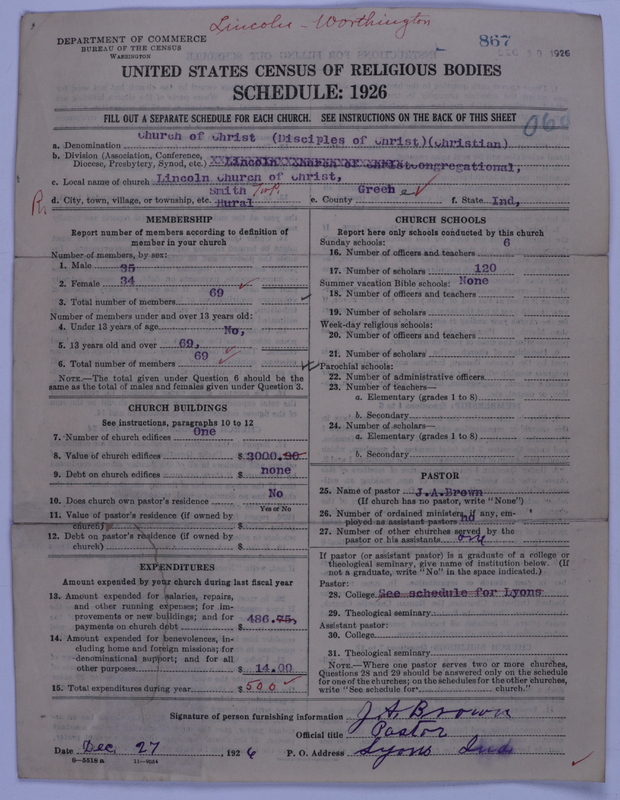 Lincoln - Worthington
DEPARTMENT OF COMMERCE
BUREAU OF THE CENSUS
WASHINGTON
867
1926
UNITED STATES CENSUS OF RELIGIOUS BODIES
SCHEDULE: 1926
FILL OUT A SEPARATE SCHEDULE FOR EACH CHURCH. SEE INSTRUCTIONS ON THE BACK OF THIS SHEET
060
a. Denomination Church of Christ (Disciples of Christ)(Christian)
b. Division (Association, Conference, Diocese, Presbytery, Synod, etc.) Congregational,
c. Local name of church Lincoln Church of Christ,
R.
d. City, town, village, or township, etc. Smith Twp. Rural e. County Greene f. State Ind,
MEMBERSHIP
Report number of members according to definition of
member in your church
Number of members, by sex:
1. Male 35
2. Female 34
3. Total number of members 69
Number of members under and over 13 years old:
4. Under 13 years of age No,
5. 13 years old and over 69,
6. Total number of members 69
NOTE.—The total given under Question 6 should be the
same as the total of males and females given under Question 3.
CHURCH BUILDINGS
See instructions, paragraphs 10 to 12
7. Number of church edifices One
8. Value of church edifices $ 3000.00
9. Debt on church edifices $ none
10. Does church own pastor's residence No
Yes or No
11. Value of pastor's residence (if owned by
church) $
12. Debt on pastor's residence (if owned by
church) $
EXPENDITURES
Amount expended by your church during last fiscal year
13. Amount expended for salaries, repairs,
and other running expenses; for im-
provements or new buildings; and for
payments on church debt $ 486.75,
14. Amount expended for benevolences, in-
cluding home and foreign missions; for
denominational support; and for all
other purposes $ 14.00
15. Total expenditures during year $ 500
CHURCH SCHOOLS
Report here only schools conducted by this church
Sunday schools:
16. Number of officers and teachers 6
17. Number of scholars 120
Summer vacation Bible schools: None
18. Number of officers and teachers
19. Number of scholars
Week-day religious schools:
20. Number of officers and teachers
21. Number of scholars
Parochial schools:
22. Number of administrative officers
23. Number of teachers—
a. Elementary (grades 1 to 8)
b. Secondary
24. Number of scholars—
a. Elementary (grades 1 to 8)
b. Secondary
PASTOR
25. Name of pastor J.A.Brown
(If church has no pastor, write "None")
26. Number of ordained ministers, if any, em-
ployed as assistant pastors no
27. Number of other churches served by the
pastor or his assistants one
If pastor (or assistant pastor) is a graduate of a college or
theological seminary, give name of institution below. (If
not a graduate, write "No" in the space indicated.)
Pastor:
28. College See schedule for Lyons
29. Theological seminary
Assistant pastor:
30. College
31. Theological seminary
NOTE.—Where one pastor serves two or more churches,
Questions 28 and 29 should be answered only on the schedule
for one of the churches; on the schedules for the other churches,
write "See schedule for church."
Signature of person furnishing information J.A. Brown
Official title Pastor
Date Dec 27, 1926 P. O. Address Lyons Ind
8—5518 a 11—9034